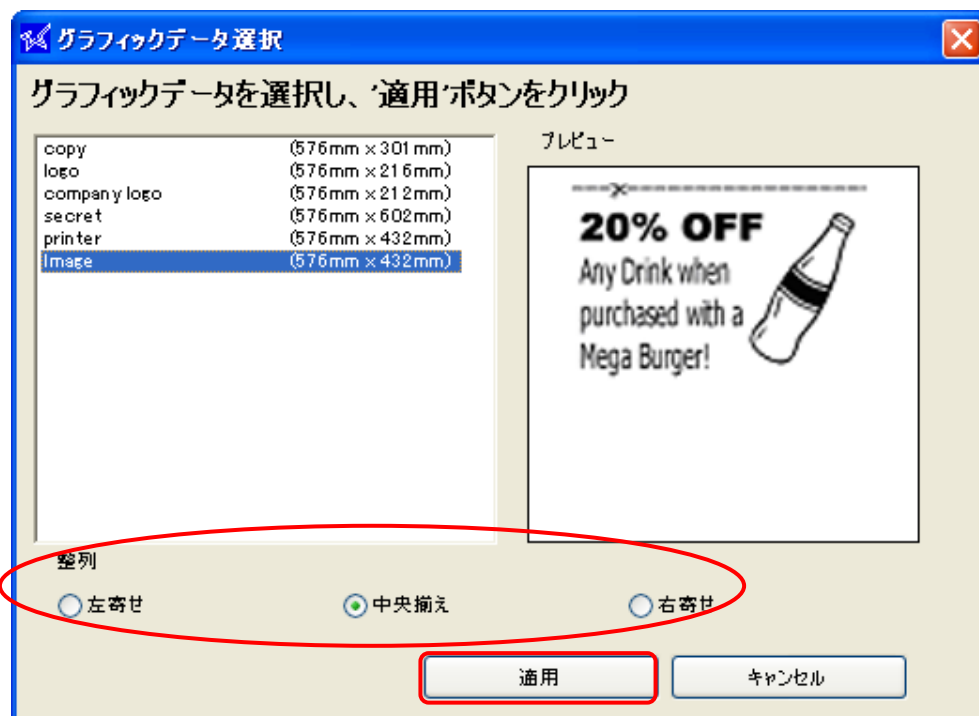 グラフィックデータ選択
グラフィックデータを選択し、'適用'ボタンをクリック
copy (576mm x 301mm)
logo (576mm x 216mm)
company logo (576mm x 212mm)
secret (576mm x 602mm)
printer (576mm x 432mm)
Image (576mm x 432mm)
プレビュー
20% OFF
Any Drink when
purchased with a
Mega Burger!
整列
左寄せ 中央揃え 右寄せ
適用 キャンセル